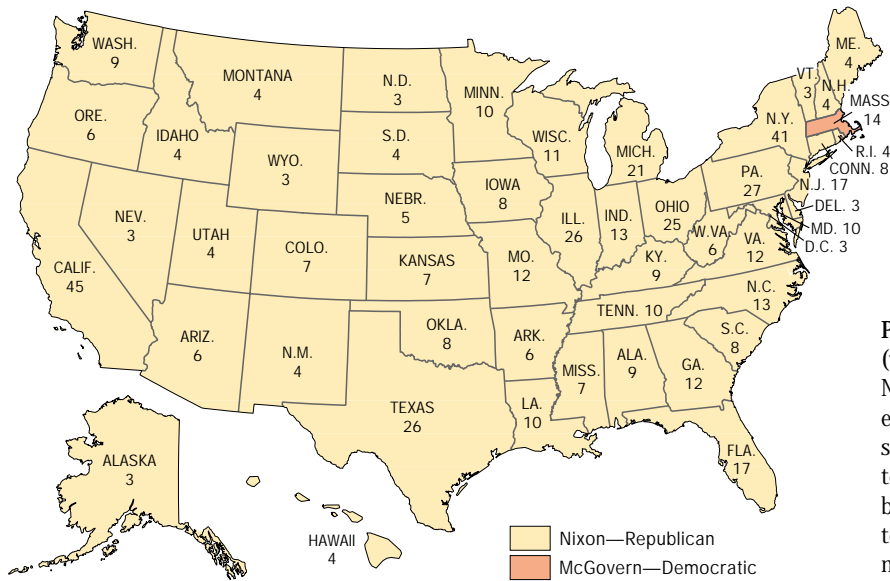 WASH.
9
MONTANA
4
N.D.
3
MINN.
10
ME.
4
VT.
3
N.H.
4
MASS
14
ORE.
6
IDAHO
4
S.D.
4
WISC.
11
MICH.
21
N.Y.
41
R.I. 4
CONN. 8
WYO.
3
NEBR.
5
IOWA
8
PA.
27
N.J. 17
DEL. 3
MD. 10
D.C. 3
NEV.
3
UTAH
4
COLO.
7
KANSAS
7
MO.
12
ILL.
26
IND.
13
OHIO
25
W.VA
6
VA.
12
CALIF.
45
KY.
9
N.C.
13
TENN. 10
ARIZ.
6
N.M.
4
OKLA.
8
ARK.
6
S.C.
8
MISS.
7
ALA.
9
GA.
12
TEXAS
26
LA.
10
FLA.
17
ALASKA
3
HAWAII
4
Nixon—Republican
McGovern—Democratic